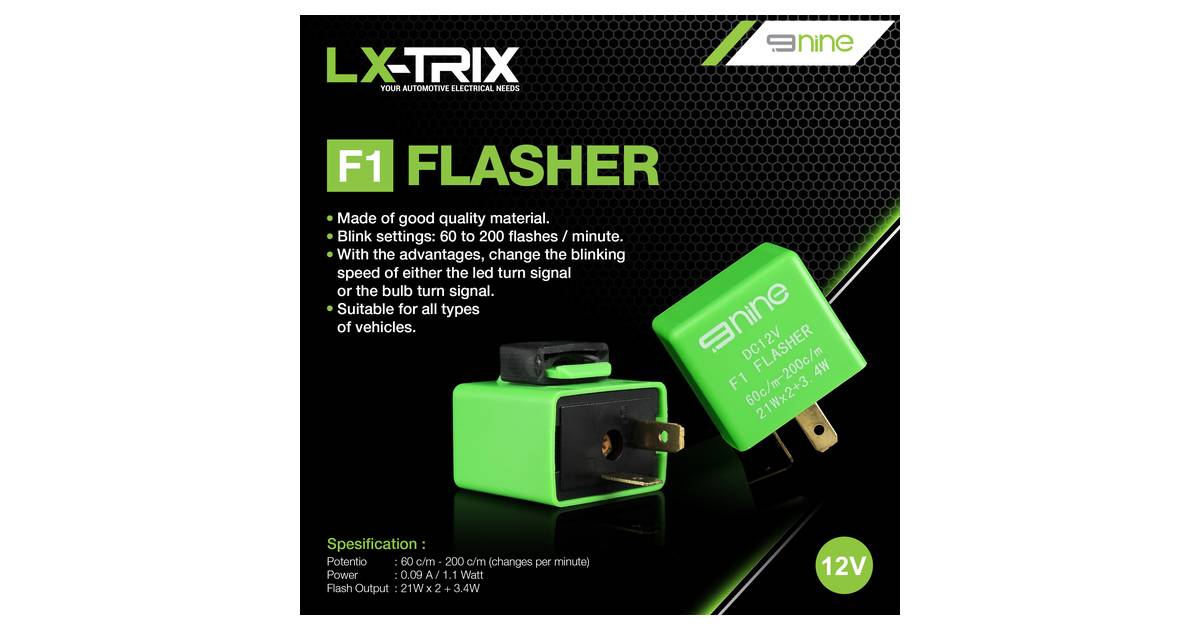 LX-TRIX
YOUR AUTOMOTIVE ELECTRICAL NEEDS
9nine
F1 FLASHER
• Made of good quality material.
• Blink settings: 60 to 200 flashes / minute.
• With the advantages, change the blinking
speed of either the led turn signal
or the bulb turn signal.
• Suitable for all types
of vehicles.
9nine
DC12V
F1 FLASHER
60c/m-200c/m
21Wx2+3.4W
Spesification :
Potentio : 60 c/m - 200 c/m (changes per minute)
Power : 0.09 A / 1.1 Watt
Flash Output : 21W x 2 + 3.4W
12V